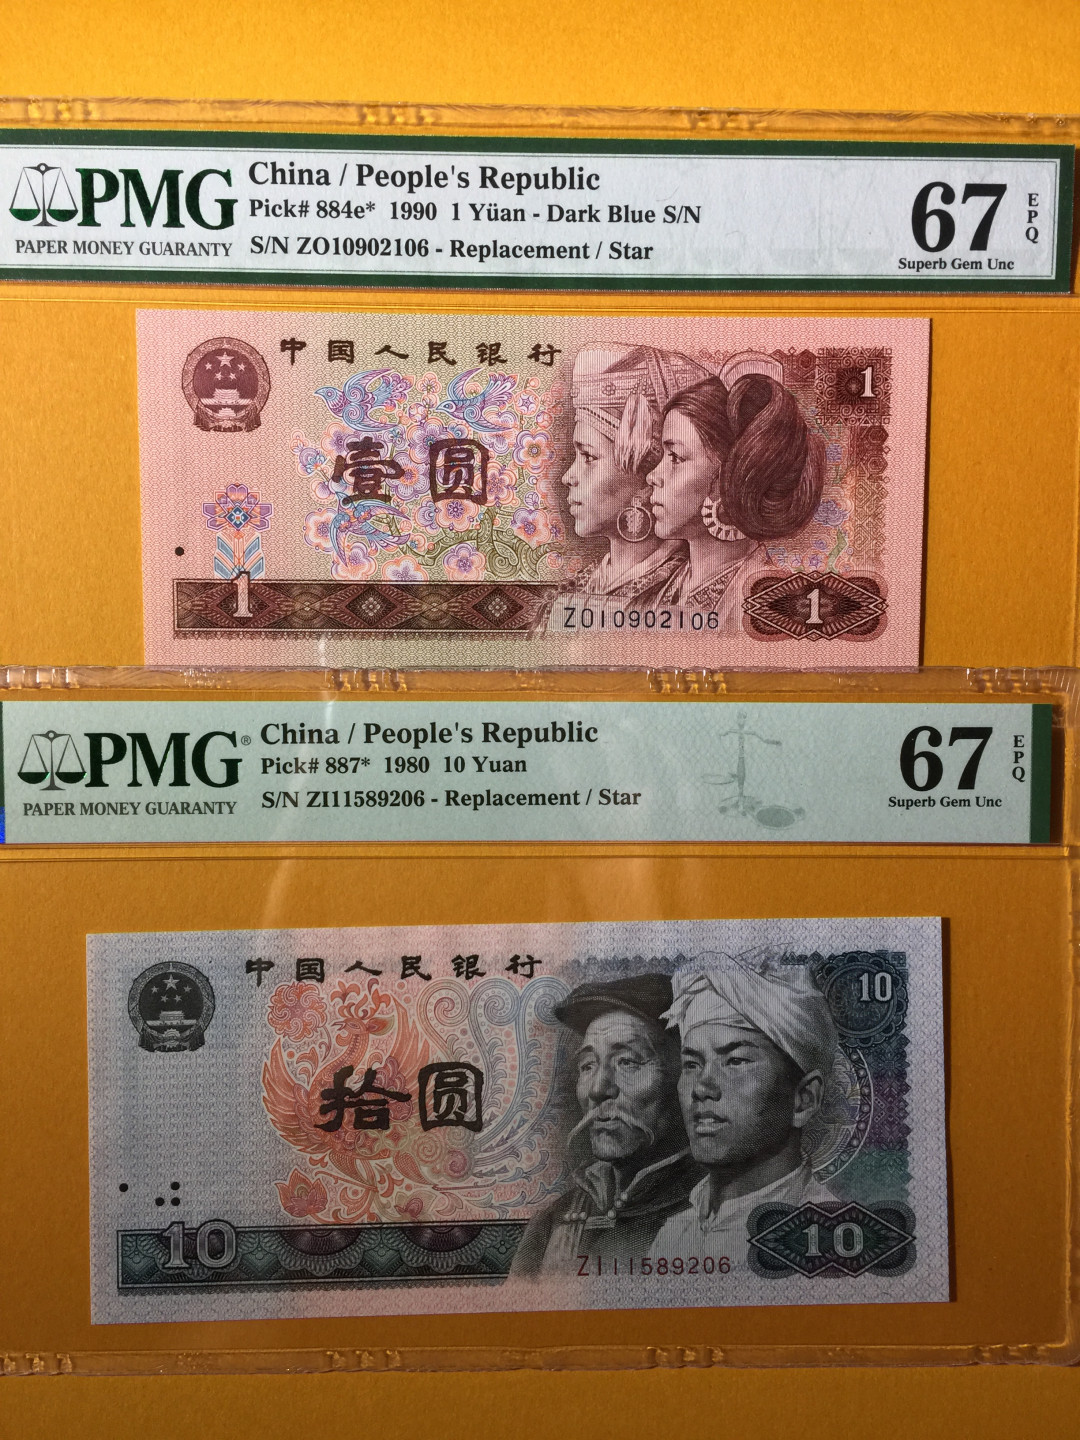 PMG
PAPER MONEY GUARANTY
China / People's Republic
Pick# 884e* 1990 1 Yüan - Dark Blue S/N
S/N ZO10902106 - Replacement / Star
67
EPQ
Superb Gem Unc
中国人民银行
1
壹圆
1
ZO10902106
1
PMG®
PAPER MONEY GUARANTY
China / People's Republic
Pick# 887* 1980 10 Yuan
S/N ZI11589206 - Replacement / Star
67
EPQ
Superb Gem Unc
中国人民银行
10
拾圆
10
ZI11589206
10